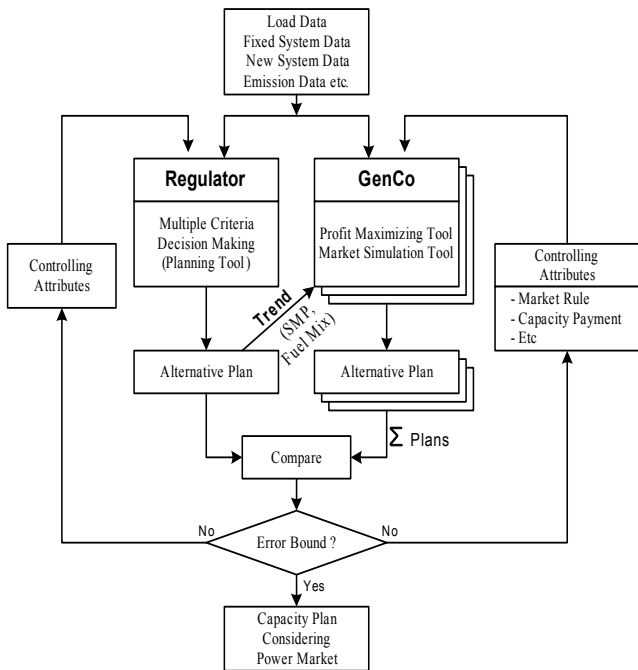 Load Data
Fixed System Data
New System Data
Emission Data etc.
Regulator
Multiple Criteria
Decision Making
(Planning Tool)
GenCo
Profit Maximizing Tool
Market Simulation Tool
Controlling
Attributes
Controlling
Attributes
- Market Rule
- Capacity Payment
- Etc
Trend
(SMP,
Fuel Mix)
Alternative Plan
Alternative Plan
Σ Plans
Compare
No
Error Bound ?
No
Yes
Capacity Plan
Considering
Power Market